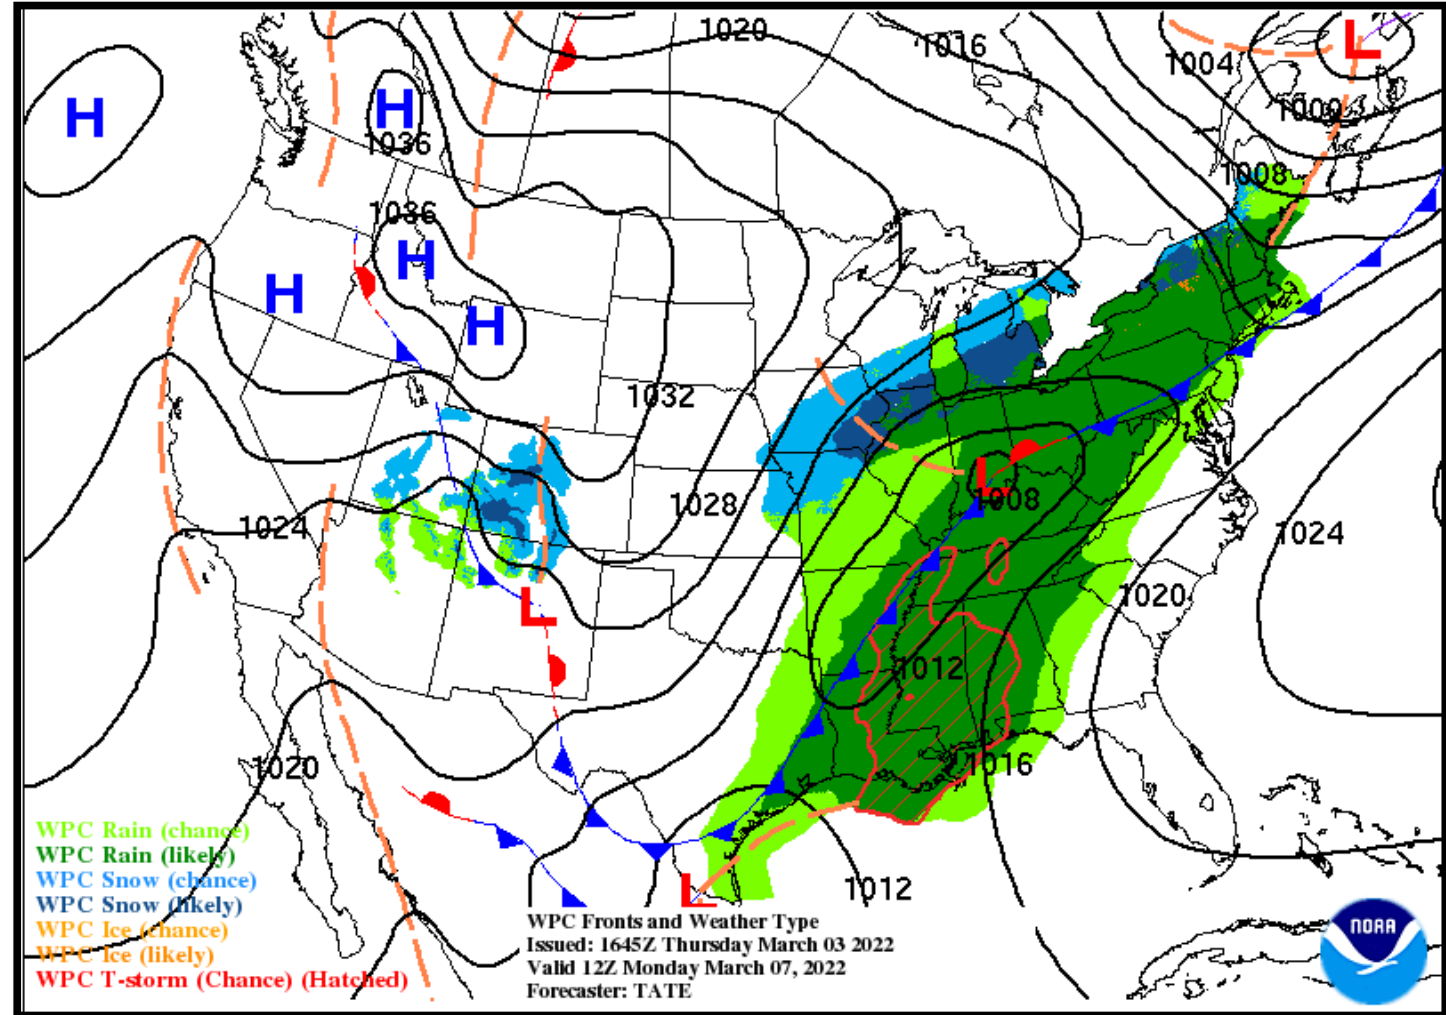 1020
1016
1004
L
H
H
1000
1036
1008
1036
H
H
H
1032
L
1028
1008
1024
1024
L
1020
1012
1020
1016
WPC Rain (chance)
WPC Rain (likely)
WPC Snow (chance)
WPC Snow (likely)
WPC Ice (chance)
WPC Ice (likely)
WPC T-storm (Chance) (Hatched)
L
1012
WPC Fronts and Weather Type
Issued: 1645Z Thursday March 03 2022
Valid 12Z Monday March 07, 2022
Forecaster: TATE
NOAA